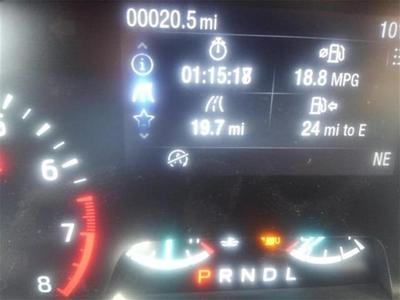 00020.5 mi
10
01:15:18
18.8 MPG
19.7 mi
24 mi to E
NE
6
7
8
P R N D L